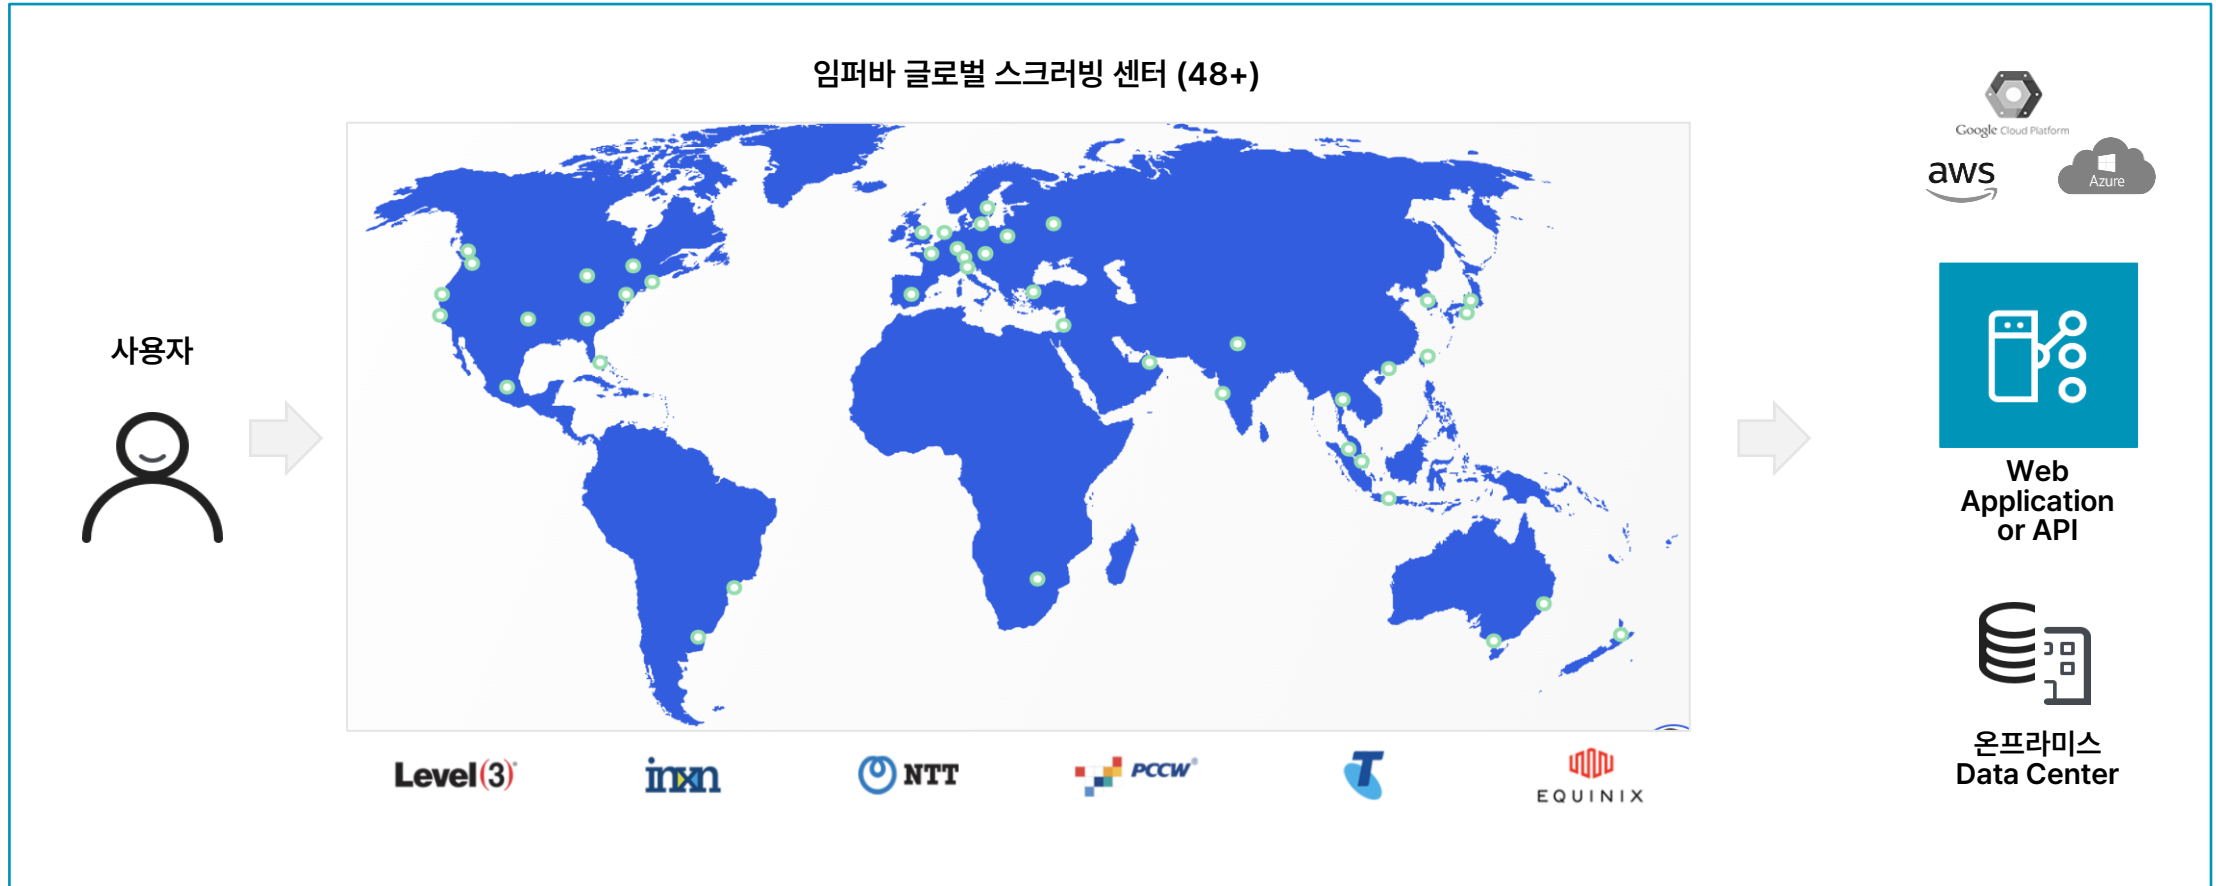 임퍼바 글로벌 스크러빙 센터 (48+)
Google Cloud Platform
aws
Azure
사용자
Web
Application
or API
온프라미스
Data Center
Level(3)®
inxn
NTT
PCCW®
T
EQUINIX